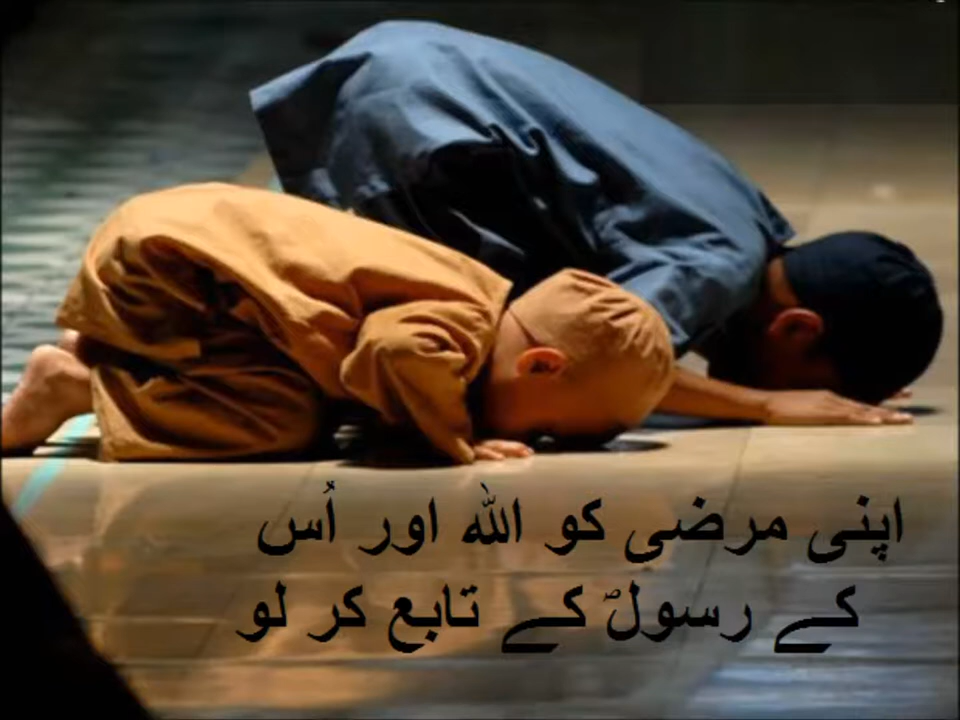 اپنی مرضی کو اللہ اور اُس
کے رسولؐ کے تابع کر لو